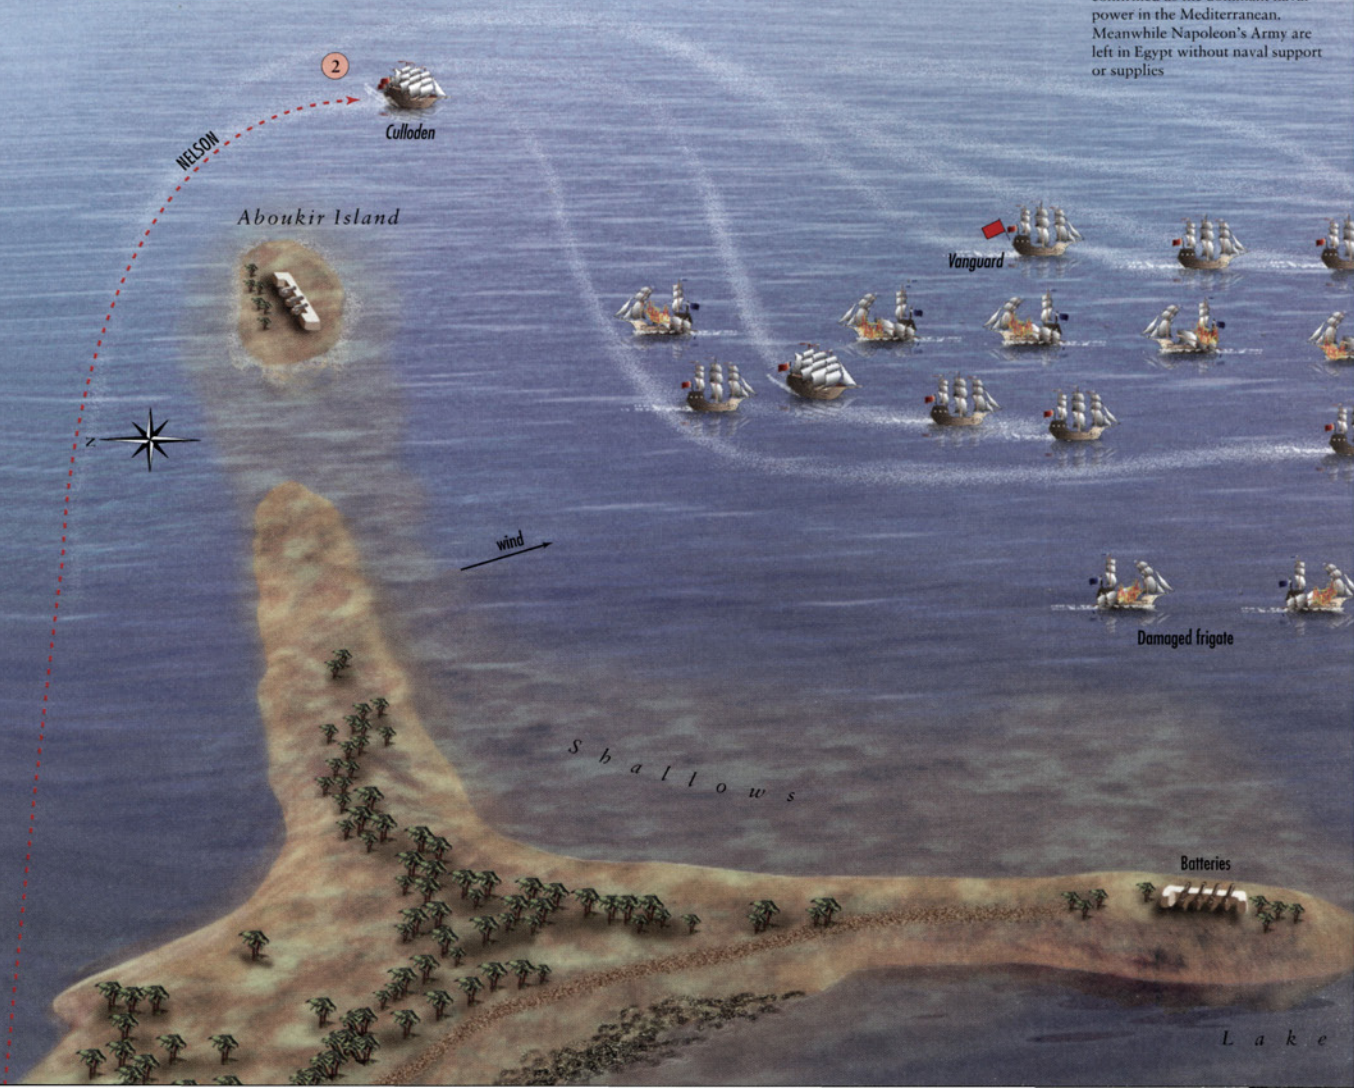 power in the Mediterranean.
Meanwhile Napoleon's Army are
left in Egypt without naval support
or supplies
2
Culloden
NELSON
Aboukir Island
Vanguard
N
wind
Damaged frigate
Shallows
Batteries
Lake